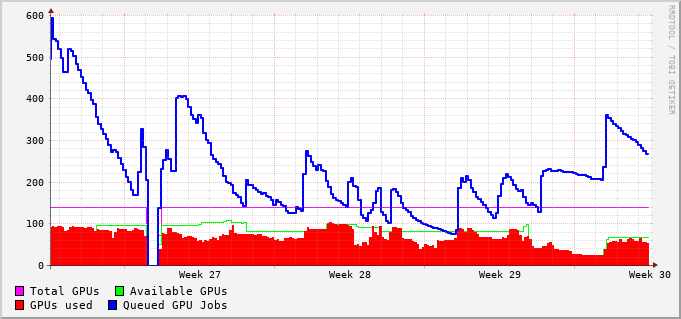 600
500
400
300
200
100
0
Week 27 Week 28 Week 29 Week 30
Total GPUs Available GPUs
GPUs used Queued GPU Jobs
RRDTOOL / TOBI OETIKER